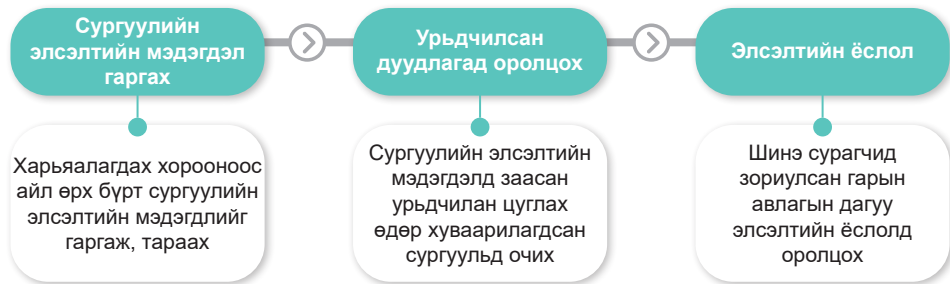 Сургуулийн
элсэлтийн мэдэгдэл
гаргах
Харьяалагдах хорооноос
айл өрх бүрт сургуулийн
элсэлтийн мэдэгдлийг
гаргаж, тараах
Урьдчилсан
дуудлагад оролцох
Сургуулийн элсэлтийн
мэдэгдэлд заасан
урьдчилан цуглах
өдөр хуваарилагдсан
сургуульд очих
Элсэлтийн ёслол
Шинэ сурагчид
зориулсан гарын
авлагын дагуу
элсэлтийн ёслолд
оролцох